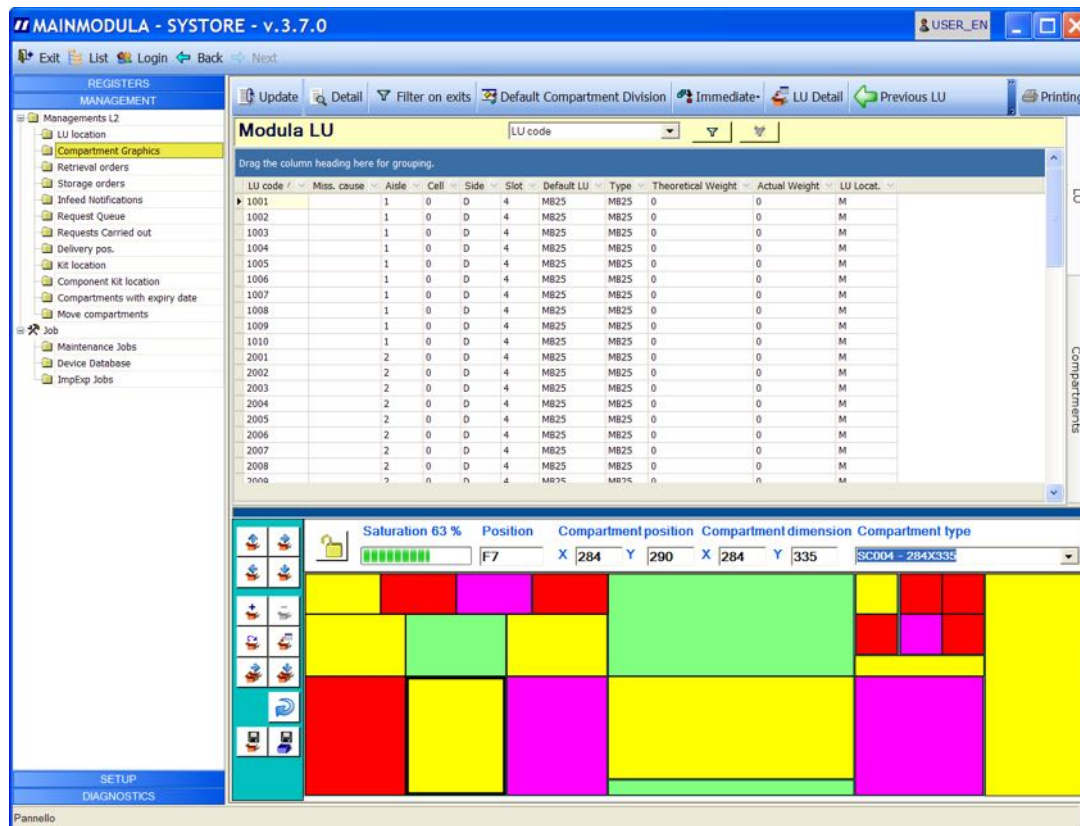 MAINMODULA - SYSTORE - v.3.7.0
USER_EN
Exit List Login Back Next
REGISTERS
MANAGEMENT
Managements L2
LU location
Compartment Graphics
Retrieval orders
Storage orders
Infeed Notifications
Request Queue
Requests Carried out
Delivery pos.
Kit location
Component Kit location
Compartments with expiry date
Move compartments
Job
Maintenance Jobs
Device Database
ImpExp Jobs
SETUP
DIAGNOSTICS
Pannello
Update Detail Filter on exits Default Compartment Division Immediate LU Detail Previous LU Printing
Modula LU
LU code
Drag the column heading here for grouping.
LU code Miss. cause Aisle Cell Side Slot Default LU Type Theoretical Weight Actual Weight LU Locat.
1001 1 0 D 4 MB25 MB25 0 0 M
1002 1 0 D 4 MB25 MB25 0 0 M
1003 1 0 D 4 MB25 MB25 0 0 M
1004 1 0 D 4 MB25 MB25 0 0 M
1005 1 0 D 4 MB25 MB25 0 0 M
1006 1 0 D 4 MB25 MB25 0 0 M
1007 1 0 D 4 MB25 MB25 0 0 M
1008 1 0 D 4 MB25 MB25 0 0 M
1009 1 0 D 4 MB25 MB25 0 0 M
1010 1 0 D 4 MB25 MB25 0 0 M
2001 2 0 D 4 MB25 MB25 0 0 M
2002 2 0 D 4 MB25 MB25 0 0 M
2003 2 0 D 4 MB25 MB25 0 0 M
2004 2 0 D 4 MB25 MB25 0 0 M
2005 2 0 D 4 MB25 MB25 0 0 M
2006 2 0 D 4 MB25 MB25 0 0 M
2007 2 0 D 4 MB25 MB25 0 0 M
2008 2 0 D 4 MB25 MB25 0 0 M
2009 2 0 D 4 MB25 MB25 0 0 M
LU
Compartments
Saturation 63 % Position Compartment position Compartment dimension Compartment type
F7 X 284 Y 290 X 284 Y 335 SC004 - 284X335